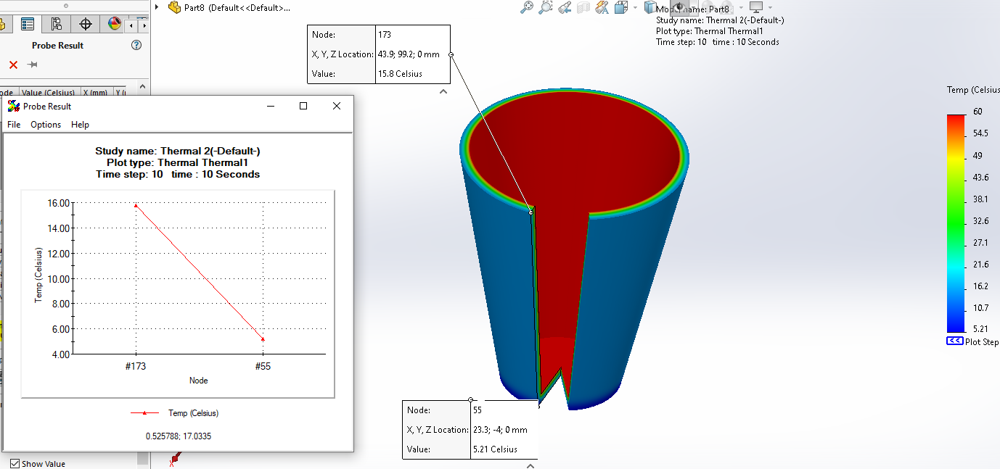 Part8 (Default<<Default>...
Probe Result
Value (Celsius) X (mm)
Probe Result
File Options Help
Study name: Thermal 2(-Default-)
Plot type: Thermal Thermal1
Time step: 10 time : 10 Seconds
16.00
14.00
12.00
10.00
8.00
6.00
4.00
Temp (Celsius)
#173 #55
Node
Temp (Celsius)
0.525788; 17.0335
Show Value
Node: 173
X, Y, Z Location: 43.9; 99.2; 0 mm
Value: 15.8 Celsius
Node: 55
X, Y, Z Location: 23.3; -4; 0 mm
Value: 5.21 Celsius
Model name: Part8
Study name: Thermal 2(-Default-)
Plot type: Thermal Thermal1
Time step: 10 time : 10 Seconds
Temp (Celsius
60
54.5
49
43.6
38.1
32.6
27.1
21.6
16.2
10.7
5.21
Plot Step